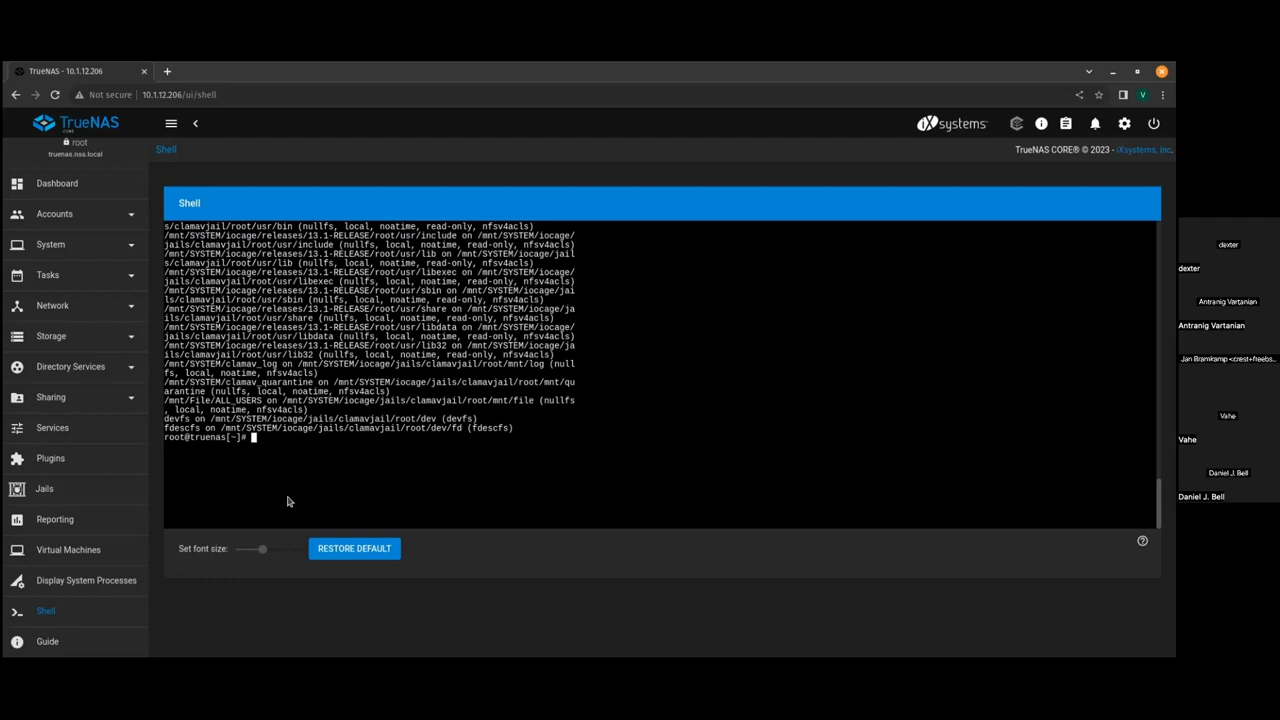 TrueNAS - 10.1.12.206
Not secure
10.1.12.206/ui/shell
TrueNAS
CORE
iXsystems
root
truenas.nss.local
Shell
TrueNAS CORE® © 2023 - iXsystems, Inc.
Dashboard
Accounts
System
Tasks
Network
Storage
Directory Services
Sharing
Services
Plugins
Jails
Reporting
Virtual Machines
Display System Processes
Shell
Guide
Shell
s/clamavjail/root/usr/bin (nullfs, local, noatime, read-only, nfsv4acls)
/mnt/SYSTEM/iocage/releases/13.1-RELEASE/root/usr/include on /mnt/SYSTEM/iocage/
jails/clamavjail/root/usr/include (nullfs, local, noatime, read-only, nfsv4acls)
/mnt/SYSTEM/iocage/releases/13.1-RELEASE/root/usr/lib on /mnt/SYSTEM/iocage/jail
s/clamavjail/root/usr/lib (nullfs, local, noatime, read-only, nfsv4acls)
/mnt/SYSTEM/iocage/releases/13.1-RELEASE/root/usr/libexec on /mnt/SYSTEM/iocage/
jails/clamavjail/root/usr/libexec (nullfs, local, noatime, read-only, nfsv4acls)
/mnt/SYSTEM/iocage/releases/13.1-RELEASE/root/usr/sbin on /mnt/SYSTEM/iocage/jai
ls/clamavjail/root/usr/sbin (nullfs, local, noatime, read-only, nfsv4acls)
/mnt/SYSTEM/iocage/releases/13.1-RELEASE/root/usr/share on /mnt/SYSTEM/iocage/ja
ils/clamavjail/root/usr/share (nullfs, local, noatime, read-only, nfsv4acls)
/mnt/SYSTEM/iocage/releases/13.1-RELEASE/root/usr/libdata on /mnt/SYSTEM/iocage/
jails/clamavjail/root/usr/libdata (nullfs, local, noatime, read-only, nfsv4acls)
/mnt/SYSTEM/iocage/releases/13.1-RELEASE/root/usr/lib32 on /mnt/SYSTEM/iocage/ja
ils/clamavjail/root/usr/lib32 (nullfs, local, noatime, read-only, nfsv4acls)
/mnt/SYSTEM/clamav_log on /mnt/SYSTEM/iocage/jails/clamavjail/root/mnt/log (null
fs, local, noatime, nfsv4acls)
/mnt/SYSTEM/clamav_quarantine on /mnt/SYSTEM/iocage/jails/clamavjail/root/mnt/qu
arantine (nullfs, local, noatime, nfsv4acls)
/mnt/File/ALL_USERS on /mnt/SYSTEM/iocage/jails/clamavjail/root/mnt/file (nullfs
, local, noatime, nfsv4acls)
devfs on /mnt/SYSTEM/iocage/jails/clamavjail/root/dev (devfs)
fdescfs on /mnt/SYSTEM/iocage/jails/clamavjail/root/dev/fd (fdescfs)
root@truenas[~]#
Set font size:
RESTORE DEFAULT
V
dexter
dexter
Antranig Vartanian
Antranig Vartanian
Jan Bramkamp <crest+freebs...
Vahe
Vahe
Daniel J. Bell
Daniel J. Bell